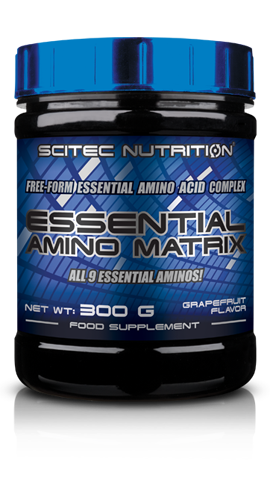 SCITEC NUTRITION
FREE-FORM ESSENTIAL AMINO ACID COMPLEX
ESSENTIAL
AMINO MATRIX
ALL 9 ESSENTIAL AMINOS!
NET WT: 300 G
GRAPEFRUIT
FLAVOR
FOOD SUPPLEMENT